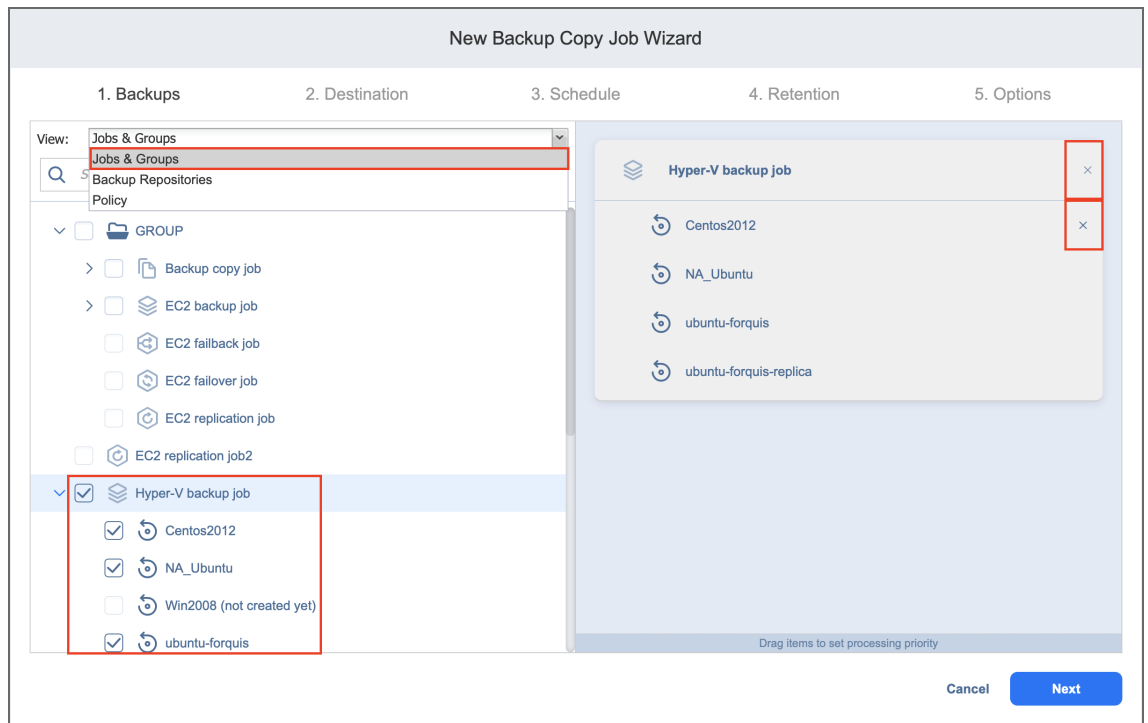 New Backup Copy Job Wizard
1. Backups 2. Destination 3. Schedule 4. Retention 5. Options
View: Jobs & Groups
Jobs & Groups
Backup Repositories
Policy
GROUP
Backup copy job
EC2 backup job
EC2 failback job
EC2 failover job
EC2 replication job
EC2 replication job2
Hyper-V backup job
Centos2012
NA_Ubuntu
Win2008 (not created yet)
ubuntu-forquis
Hyper-V backup job
Centos2012
NA_Ubuntu
ubuntu-forquis
ubuntu-forquis-replica
Drag items to set processing priority
Cancel Next